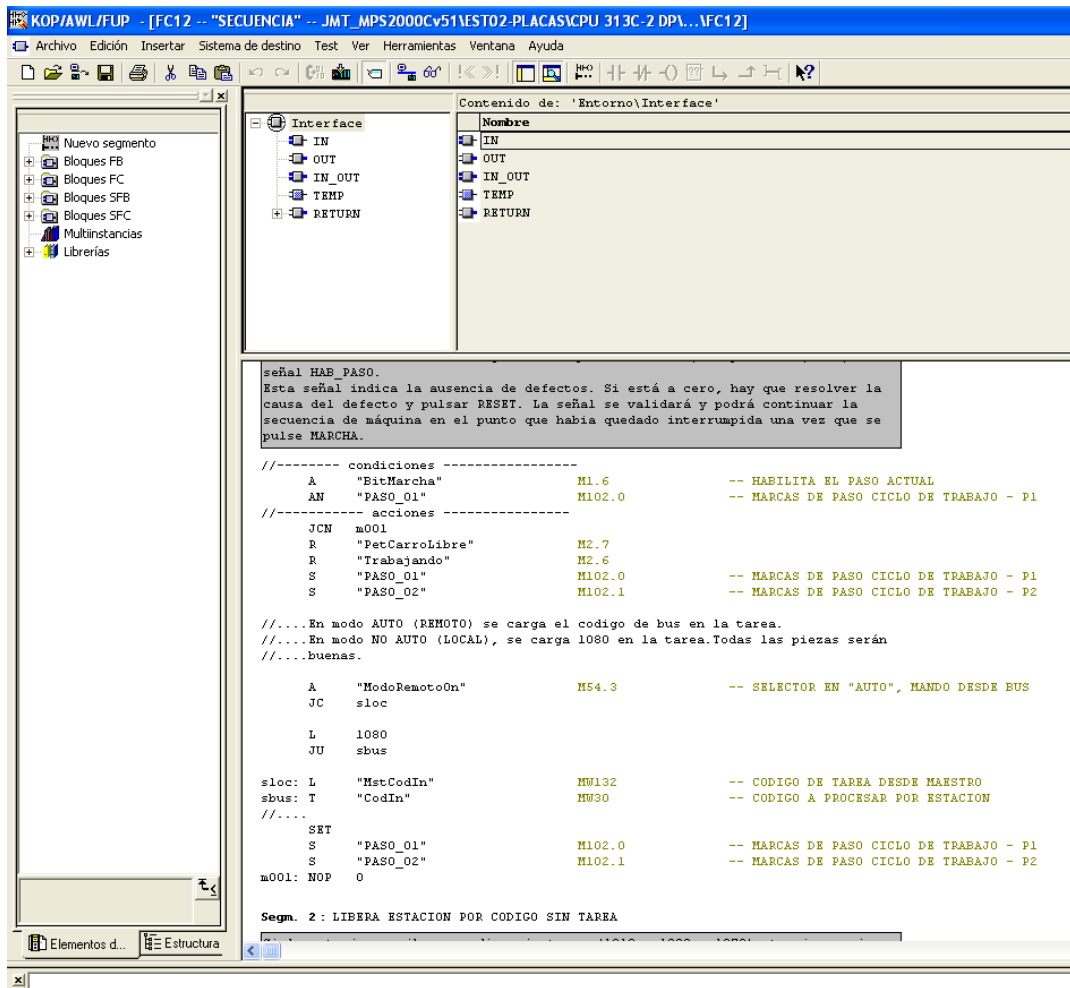 KOP/AWL/FUP - [FC12 -- "SECUENCIA" -- JMT_MPS2000Cv51\EST02-PLACAS\CPU 313C-2 DP\...\FC12]
Archivo Edición Insertar Sistema de destino Test Ver Herramientas Ventana Ayuda
Contenido de: 'Entorno\Interface'
Interface
IN
OUT
IN_OUT
TEMP
RETURN
Nombre
IN
OUT
IN_OUT
TEMP
RETURN
Nuevo segmento
Bloques FB
Bloques FC
Bloques SFB
Bloques SFC
Multiinstancias
Librerías
señal HAB_PASO.
Esta señal indica la ausencia de defectos. Si está a cero, hay que resolver la
causa del defecto y pulsar RESET. La señal se validará y podrá continuar la
secuencia de máquina en el punto que habia quedado interrumpida una vez que se
pulse MARCHA.
//-------- condiciones -----------------
A "BitMarcha" M1.6 -- HABILITA EL PASO ACTUAL
AN "PASO_01" M102.0 -- MARCAS DE PASO CICLO DE TRABAJO - P1
//----------- acciones ----------------
JCN m001
R "PetCarroLibre" M2.7
R "Trabajando" M2.6
S "PASO_01" M102.0 -- MARCAS DE PASO CICLO DE TRABAJO - P1
S "PASO_02" M102.1 -- MARCAS DE PASO CICLO DE TRABAJO - P2
//....En modo AUTO (REMOTO) se carga el codigo de bus en la tarea.
//....En modo NO AUTO (LOCAL), se carga 1080 en la tarea.Todas las piezas serán
//....buenas.
A "ModoRemotoOn" M54.3 -- SELECTOR EN "AUTO", MANDO DESDE BUS
JC sloc
L 1080
JU sbus
sloc: L "MstCodIn" MW132 -- CODIGO DE TAREA DESDE MAESTRO
sbus: T "CodIn" MW30 -- CODIGO A PROCESAR POR ESTACION
//....
SET
S "PASO_01" M102.0 -- MARCAS DE PASO CICLO DE TRABAJO - P1
S "PASO_02" M102.1 -- MARCAS DE PASO CICLO DE TRABAJO - P2
m001: NOP 0
Segm. 2 : LIBERA ESTACION POR CODIGO SIN TAREA
Elementos d...
Estructura